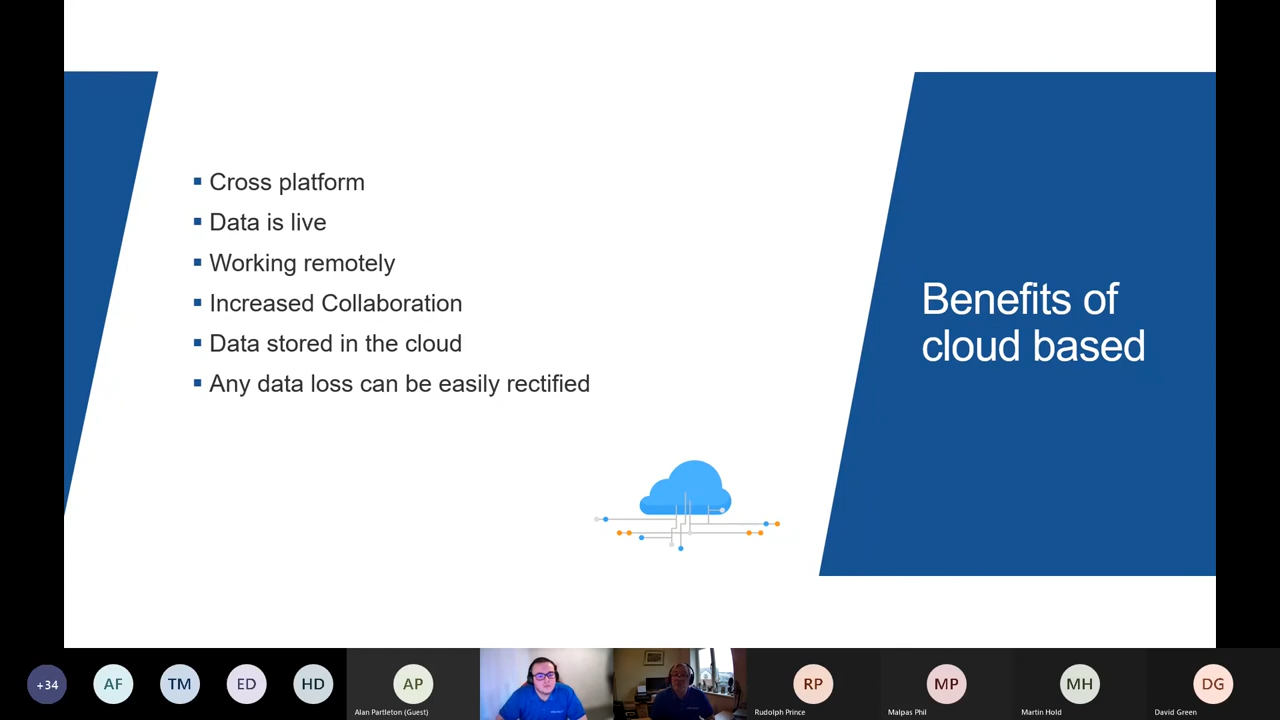 Cross platform
Data is live
Working remotely
Increased Collaboration
Data stored in the cloud
Any data loss can be easily rectified
Benefits of
cloud based
+34
AF
TM
ED
HD
AP
Alan Partleton (Guest)
RP
Rudolph Prince
MP
Malpas Phil
MH
Martin Hold
DG
David Green